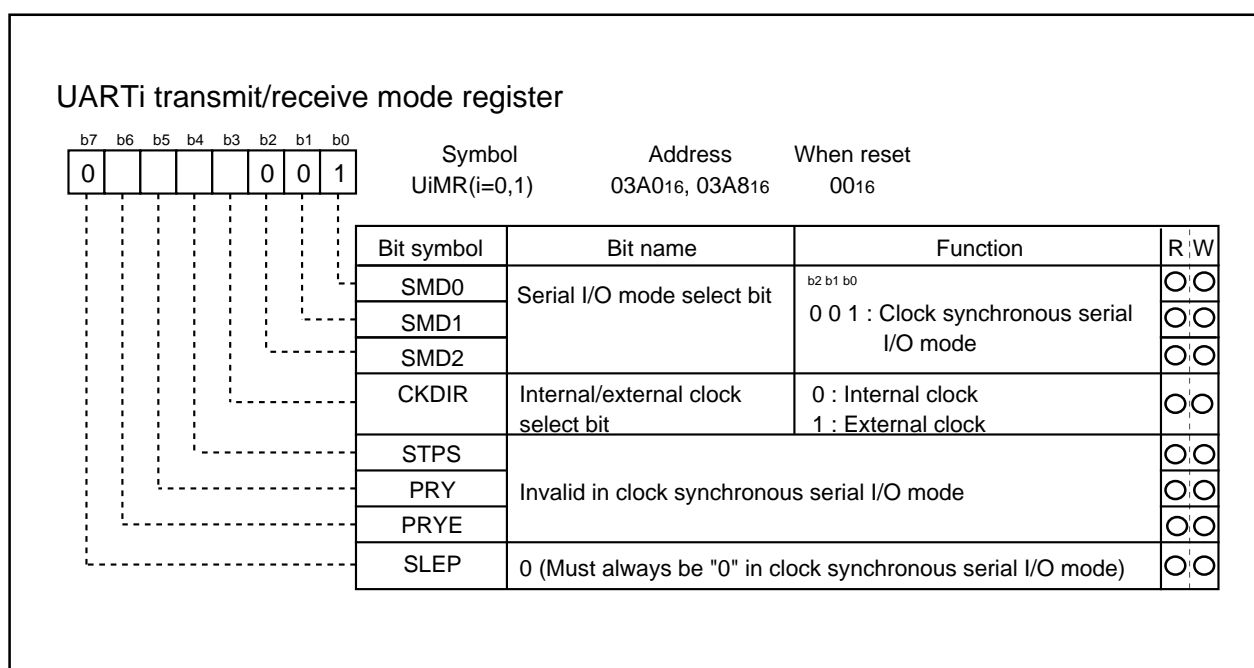 UARTi transmit/receive mode register
b7 b6 b5 b4 b3 b2 b1 b0
0 0 0 1
Symbol Address When reset
UiMR(i=0,1) 03A016, 03A816 0016
Bit symbol Bit name Function R W
SMD0 Serial I/O mode select bit b2 b1 b0
SMD1 0 0 1 : Clock synchronous serial
I/O mode
SMD2
CKDIR Internal/external clock 0 : Internal clock
select bit 1 : External clock
STPS
PRY Invalid in clock synchronous serial I/O mode
PRYE
SLEP 0 (Must always be "0" in clock synchronous serial I/O mode)